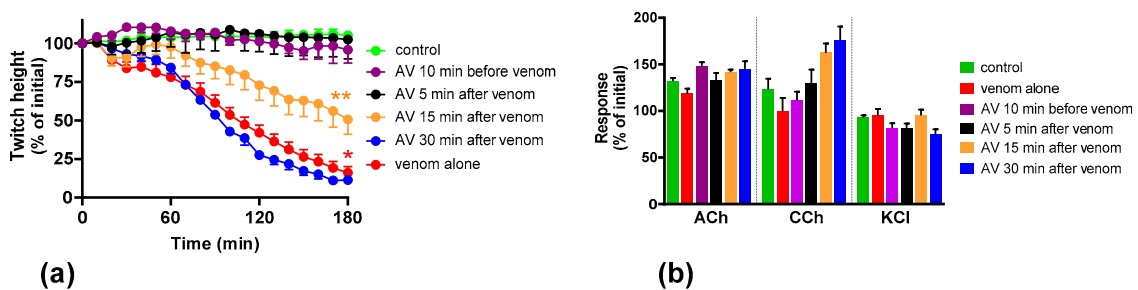 Twitch height
(% of initial)
100
75
50
25
0
0
60
120
180
Time (min)
**
*
control
AV 10 min before venom
AV 5 min after venom
AV 15 min after venom
AV 30 min after venom
venom alone
(a)
Response
(% of initial)
200
150
100
50
0
ACh
CCh
KCl
control
venom alone
AV 10 min before venom
AV 5 min after venom
AV 15 min after venom
AV 30 min after venom
(b)